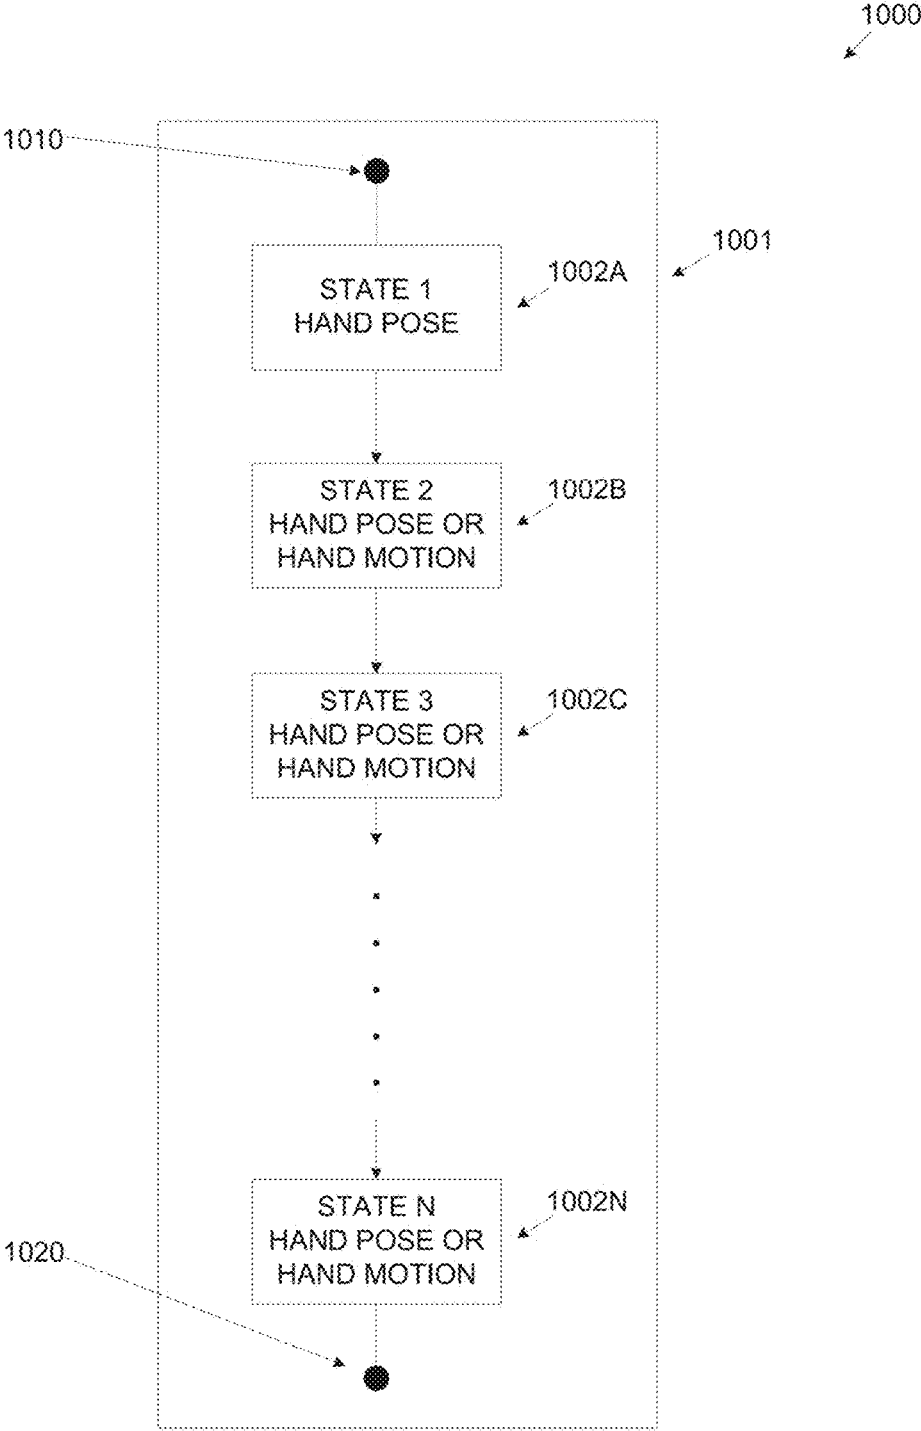 1000
1010
1001
1002A
STATE 1
HAND POSE
1002B
STATE 2
HAND POSE OR
HAND MOTION
1002C
STATE 3
HAND POSE OR
HAND MOTION
1002N
STATE N
HAND POSE OR
HAND MOTION
1020